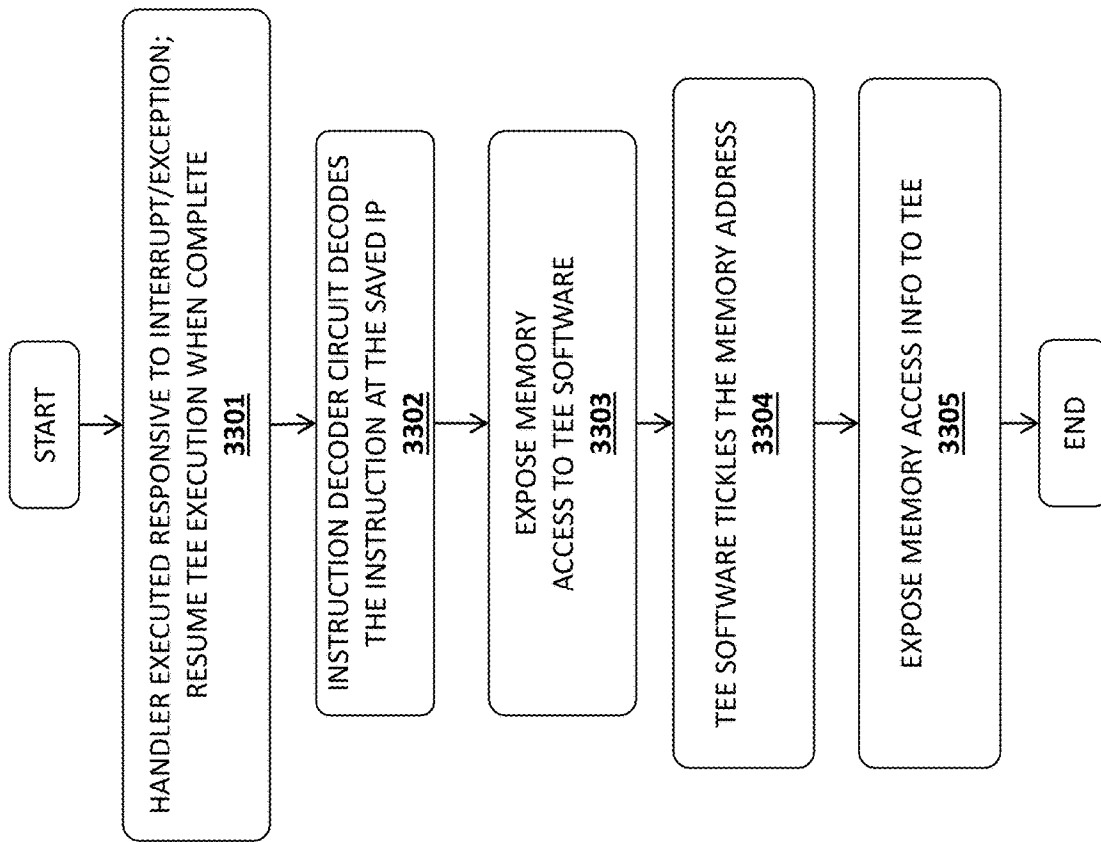 START
HANDLER EXECUTED RESPONSIVE TO INTERRUPT/EXCEPTION;
RESUME TEE EXECUTION WHEN COMPLETE
3301
INSTRUCTION DECODER CIRCUIT DECODES
THE INSTRUCTION AT THE SAVED IP
3302
EXPOSE MEMORY
ACCESS TO TEE SOFTWARE
3303
TEE SOFTWARE TICKLES THE MEMORY ADDRESS
3304
EXPOSE MEMORY ACCESS INFO TO TEE
3305
END